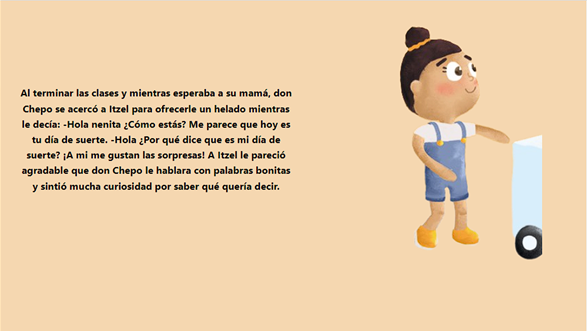 Al terminar las clases y mientras esperaba a su mamá, don
Chepo se acercó a Itzel para ofrecerle un helado mientras
le decía: -Hola nenita ¿Cómo estás? Me parece que hoy es
tu día de suerte. -Hola ¿Por qué dice que es mi día de
suerte? ¡A mi me gustan las sorpresas! A Itzel le pareció
agradable que don Chepo le hablara con palabras bonitas
y sintió mucha curiosidad por saber qué quería decir.